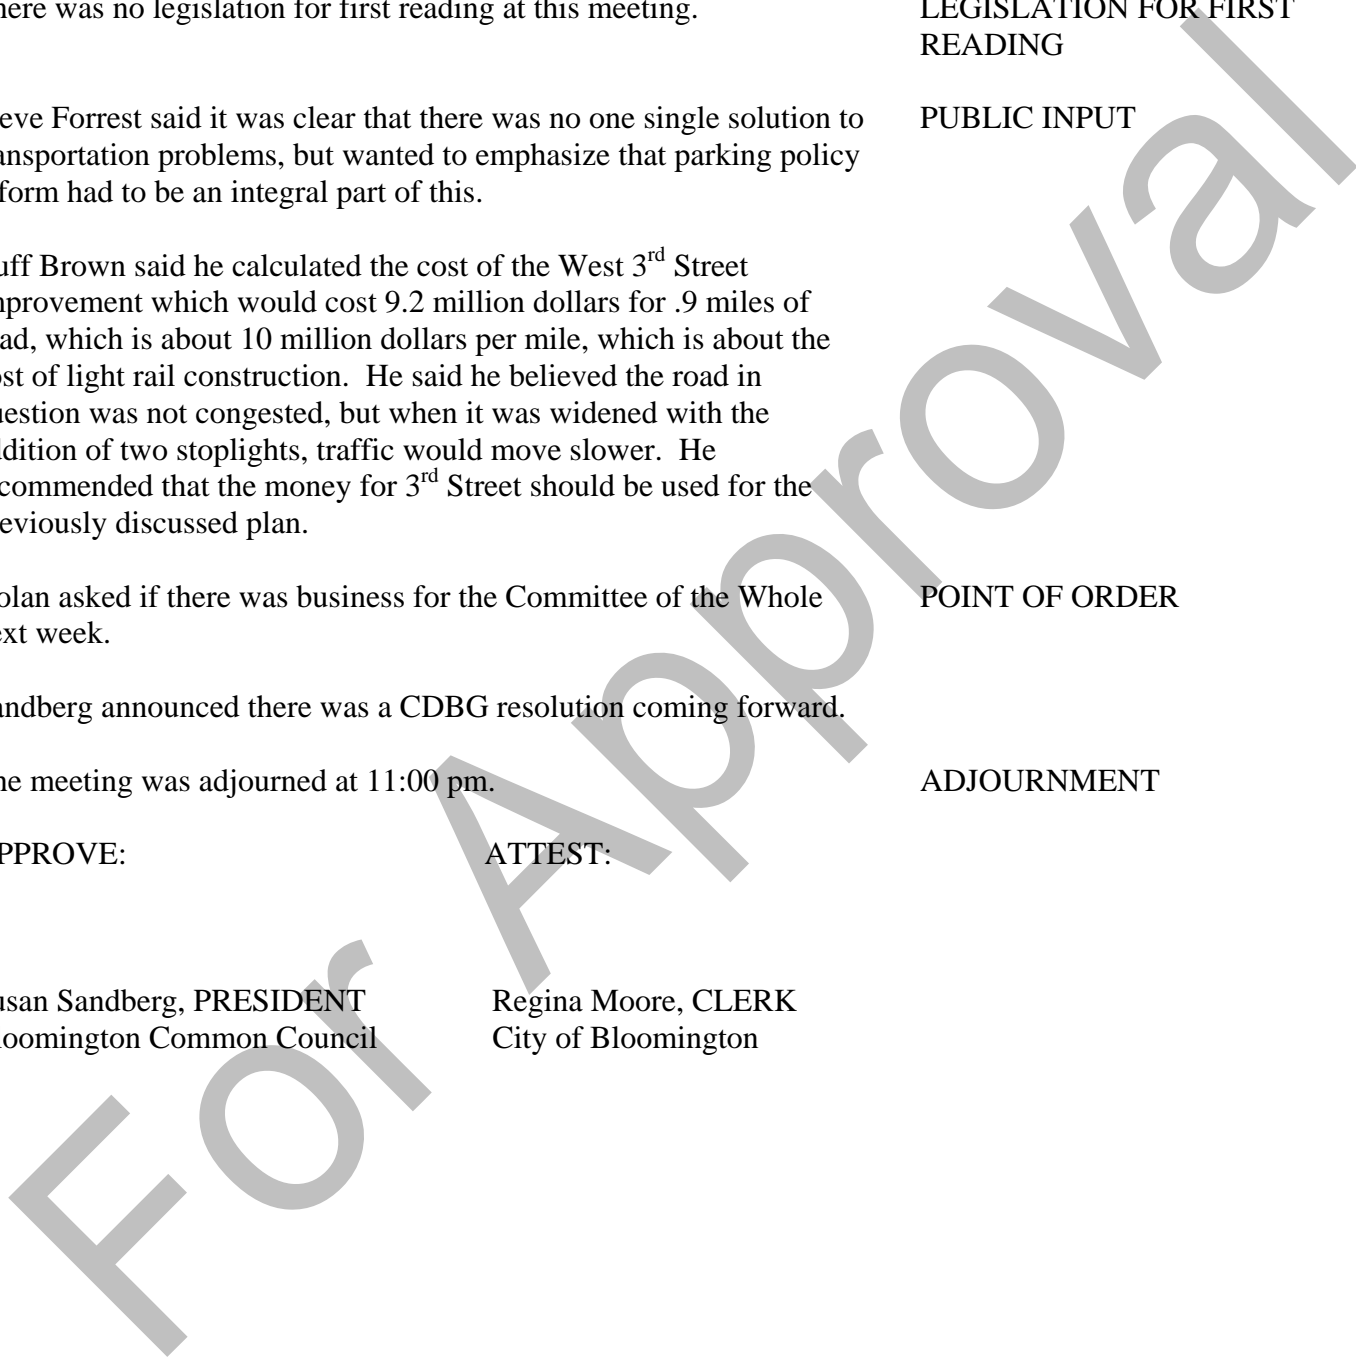 here was no legislation for first reading at this meeting. LEGISLATION FOR FIRST
READING
eve Forrest said it was clear that there was no one single solution to PUBLIC INPUT
ansportation problems, but wanted to emphasize that parking policy
form had to be an integral part of this.
uff Brown said he calculated the cost of the West 3rd Street
nprovement which would cost 9.2 million dollars for .9 miles of
ad, which is about 10 million dollars per mile, which is about the
ost of light rail construction. He said he believed the road in
uestion was not congested, but when it was widened with the
ddition of two stoplights, traffic would move slower. He
commended that the money for 3rd Street should be used for the
eviously discussed plan.
olan asked if there was business for the Committee of the Whole POINT OF ORDER
ext week.
andberg announced there was a CDBG resolution coming forward.
he meeting was adjourned at 11:00 pm. ADJOURNMENT
PPROVE: ATTEST:
usan Sandberg, PRESIDENT Regina Moore, CLERK
loomington Common Council City of Bloomington
For Approval